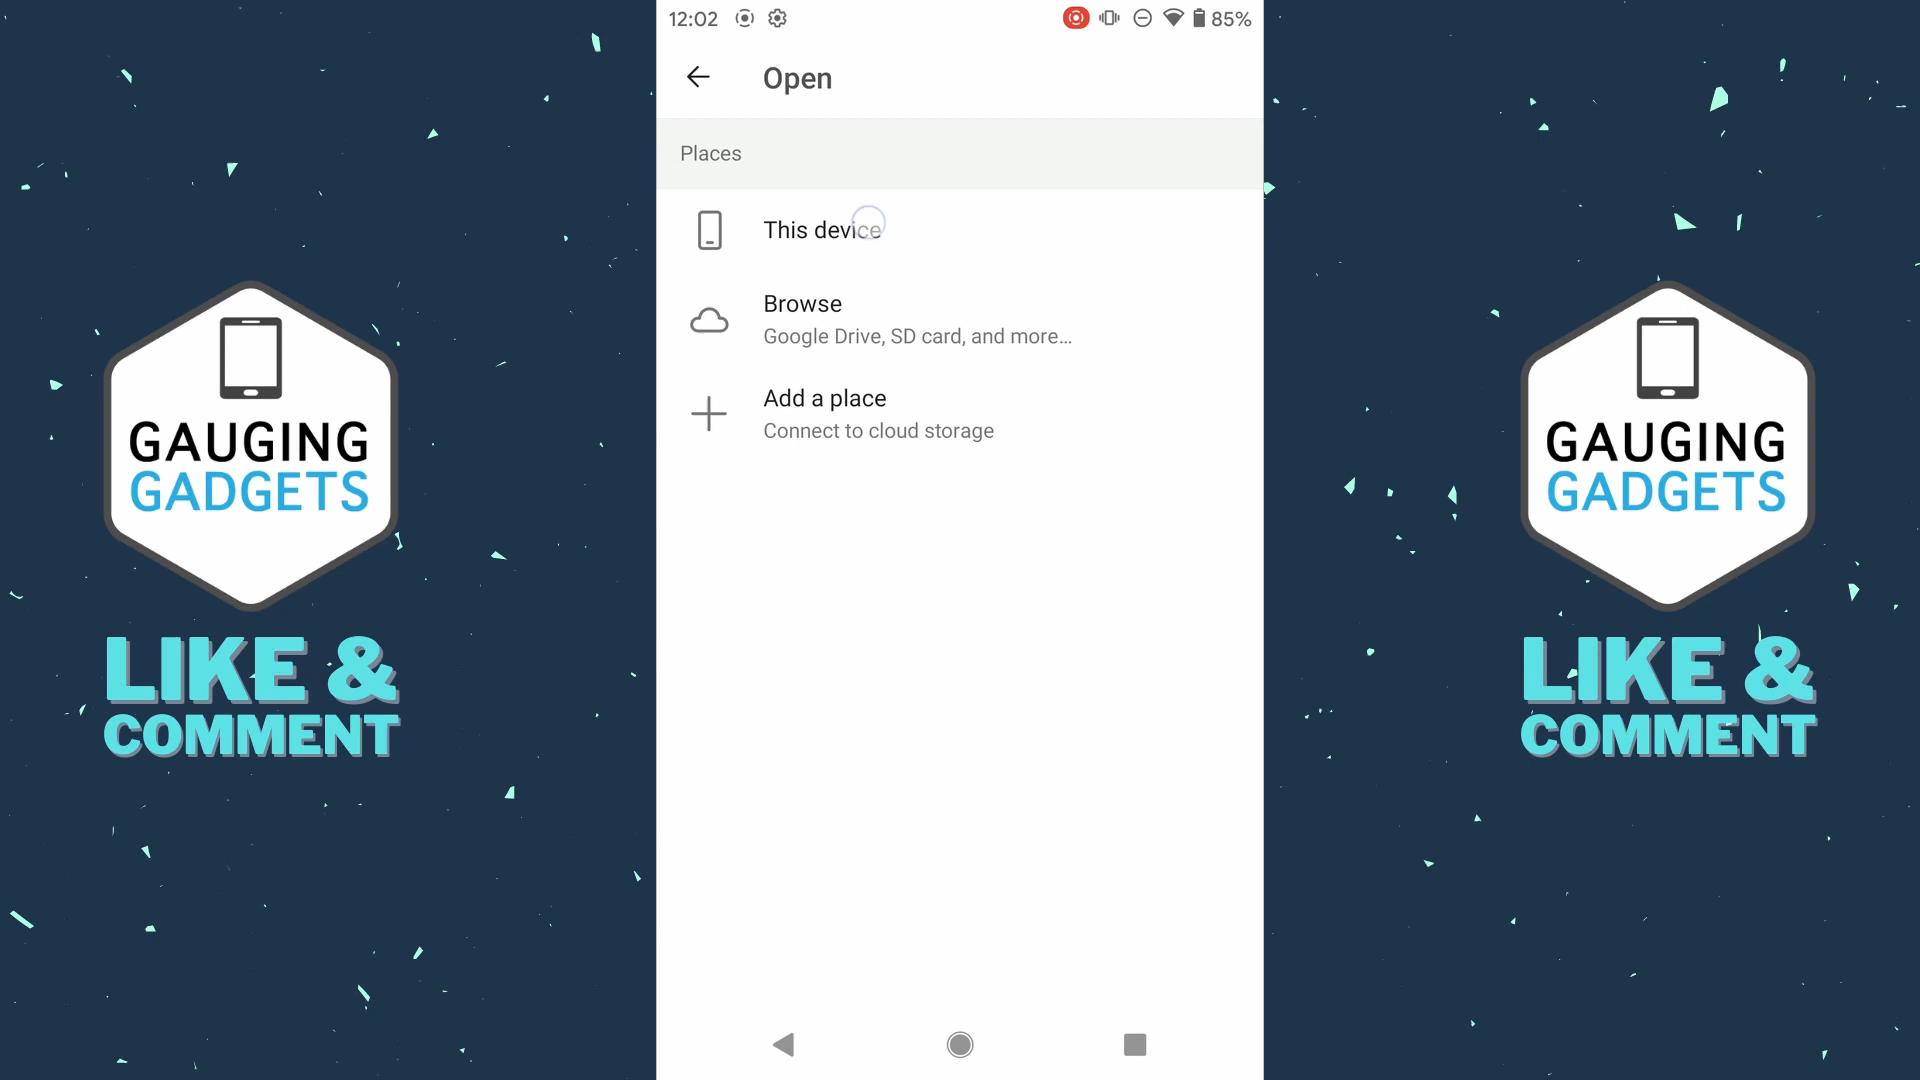 12:02
85%
Open
Places
This device
Browse
Google Drive, SD card, and more...
Add a place
Connect to cloud storage
GAUGING
GADGETS
LIKE &
COMMENT
GAUGING
GADGETS
LIKE &
COMMENT